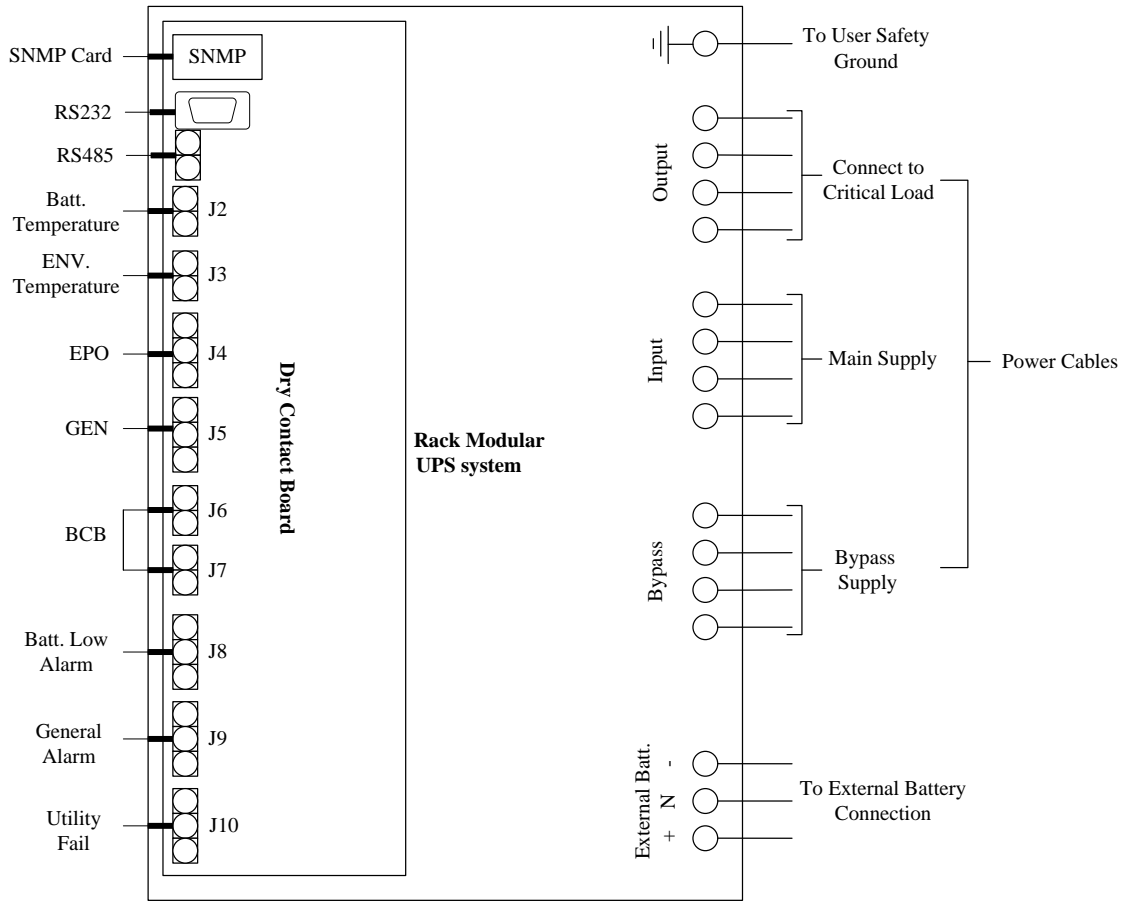 SNMP Card
SNMP
RS232
RS485
Batt.
Temperature
J2
ENV.
Temperature
J3
EPO
J4
GEN
J5
BCB
J6
J7
Batt. Low
Alarm
J8
General
Alarm
J9
Utility
Fail
J10
Dry Contact Board
Rack Modular
UPS system
To User Safety
Ground
Output
Connect to
Critical Load
Input
Main Supply
Power Cables
Bypass
Bypass
Supply
External Batt.
-
N
+
To External Battery
Connection